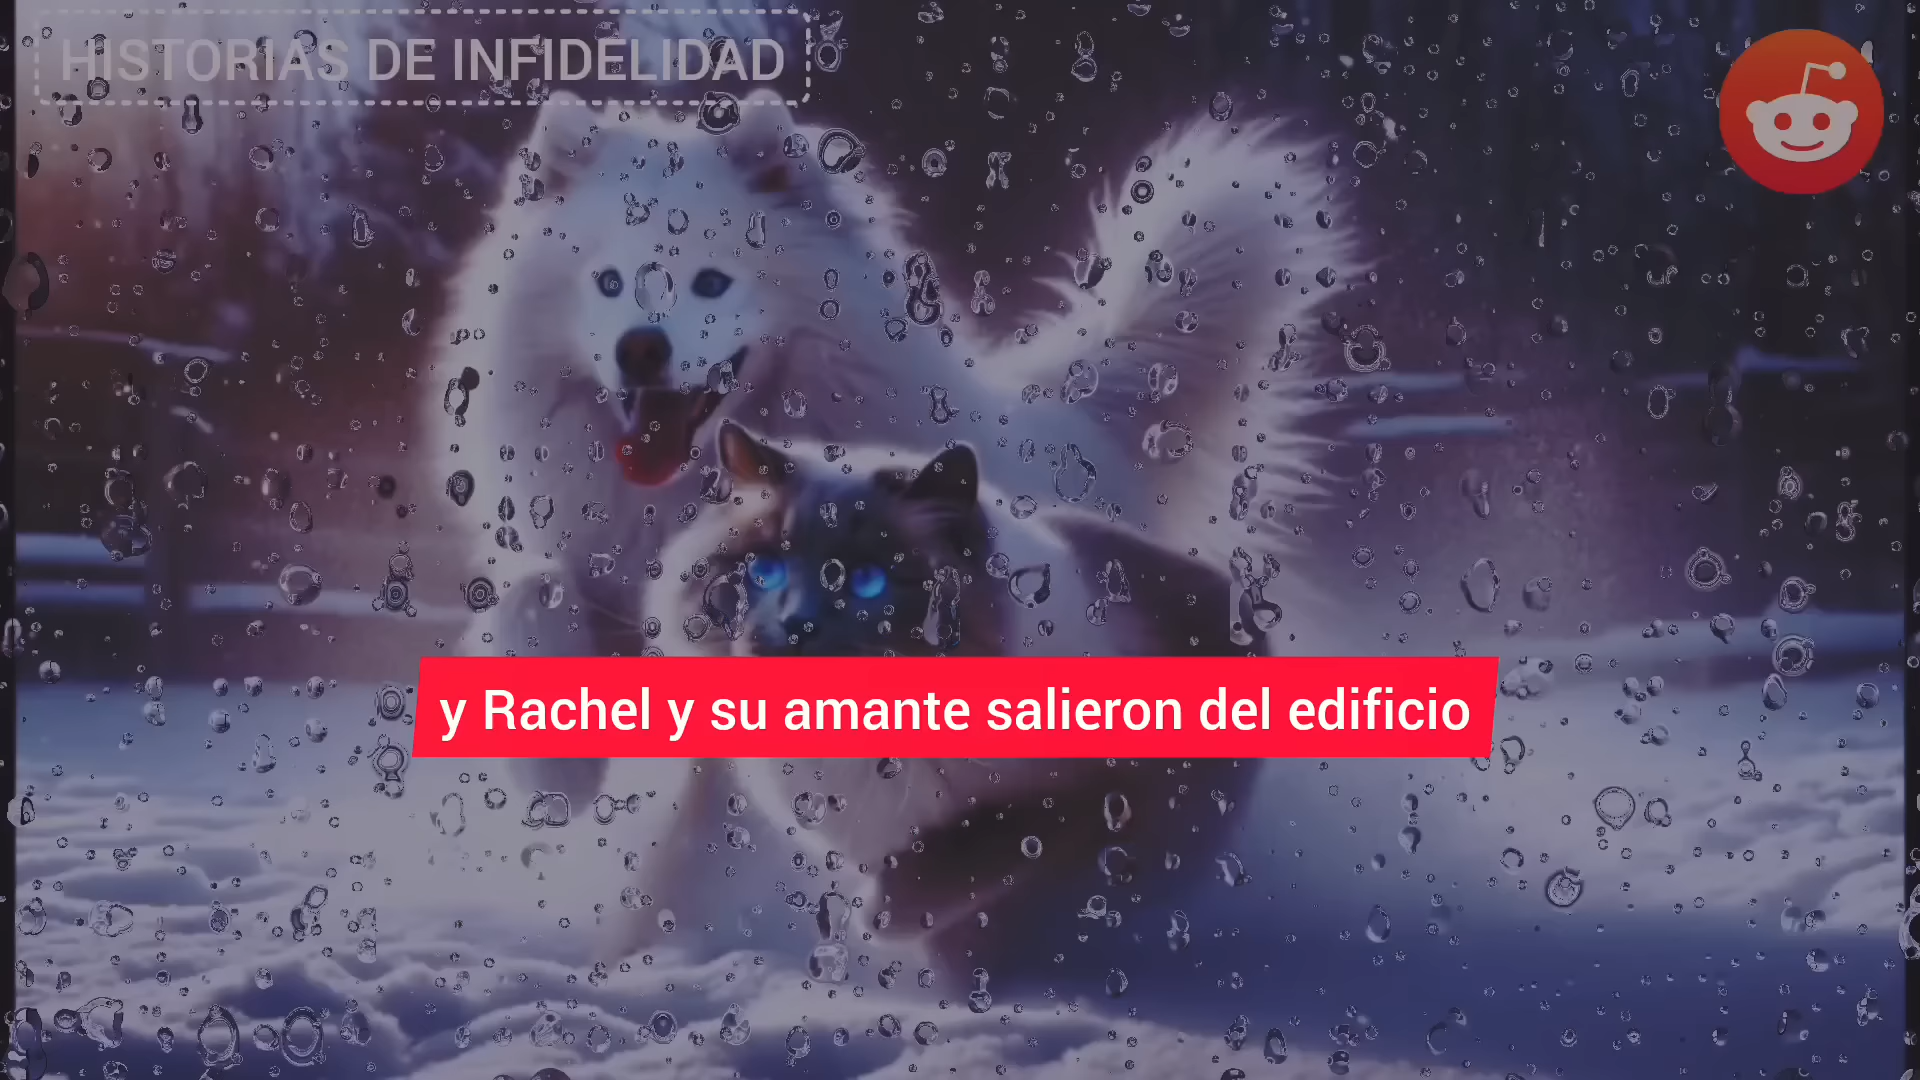 HISTORIAS DE INFIDELIDAD
y Rachel y su amante salieron del edificio